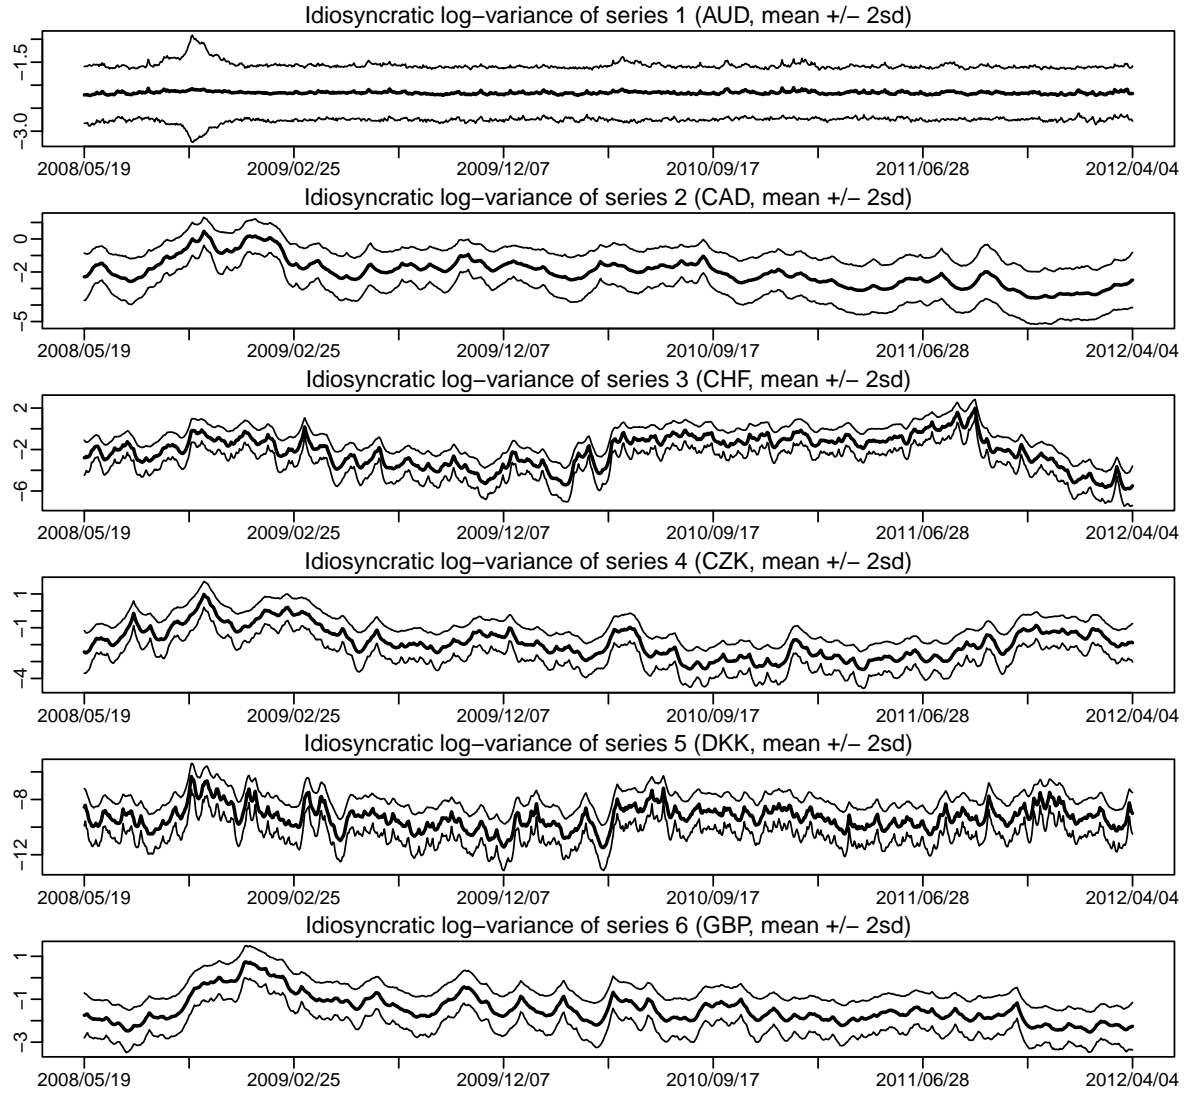 Idiosyncratic log−variance of series 1 (AUD, mean +/− 2sd)
−1.5
−3.0
2008/05/19 2009/02/25 2009/12/07 2010/09/17 2011/06/28 2012/04/04
Idiosyncratic log−variance of series 2 (CAD, mean +/− 2sd)
0
−2
−5
2008/05/19 2009/02/25 2009/12/07 2010/09/17 2011/06/28 2012/04/04
Idiosyncratic log−variance of series 3 (CHF, mean +/− 2sd)
2
−2
−6
2008/05/19 2009/02/25 2009/12/07 2010/09/17 2011/06/28 2012/04/04
Idiosyncratic log−variance of series 4 (CZK, mean +/− 2sd)
1
−1
−4
2008/05/19 2009/02/25 2009/12/07 2010/09/17 2011/06/28 2012/04/04
Idiosyncratic log−variance of series 5 (DKK, mean +/− 2sd)
−8
−12
2008/05/19 2009/02/25 2009/12/07 2010/09/17 2011/06/28 2012/04/04
Idiosyncratic log−variance of series 6 (GBP, mean +/− 2sd)
1
−1
−3
2008/05/19 2009/02/25 2009/12/07 2010/09/17 2011/06/28 2012/04/04